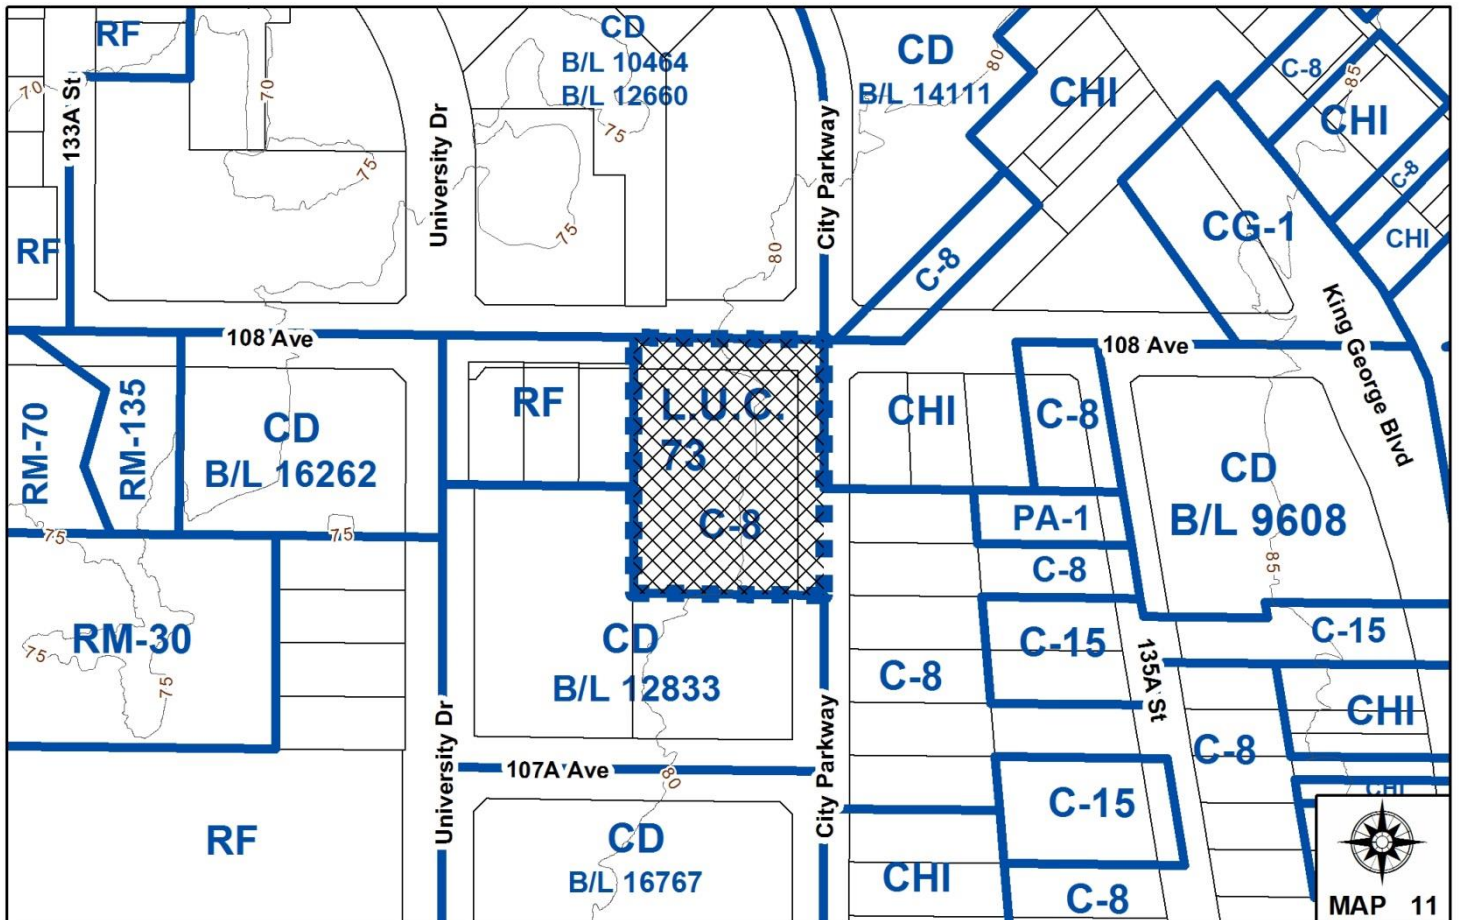 RF
CD
B/L 10464
B/L 12660
CD
B/L 14111
CHI
C-8
85
CHI
C-8
CHI
CG-1
C-8
80
70
70
75
75
75
80
133A St
University Dr
City Parkway
RF
108 Ave
108 Ave
King George Blvd
RM-70
RM-135
CD
B/L 16262
RF
L.U.C.
73
C-8
CHI
C-8
PA-1
C-8
CD
B/L 9608
85
75
75
RM-30
75
75
CD
B/L 12833
C-8
C-15
135A St
C-15
CHI
C-8
CHI
University Dr
107A Ave
80
City Parkway
C-15
RF
CD
B/L 16767
CHI
C-8
MAP 11